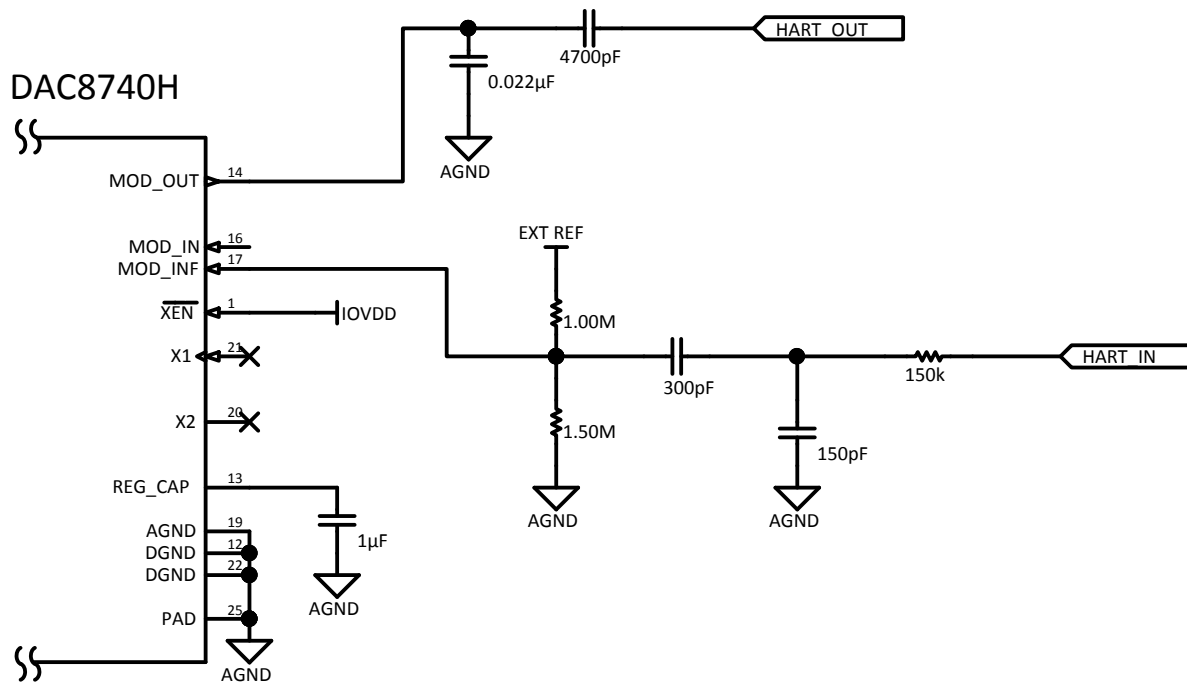 HART_OUT
4700pF
0.022µF
DAC8740H
AGND
MOD_OUT 14
EXT REF
MOD_IN 16
MOD_INF 17
XEN 1 IOVDD
1.00M
X1 21
HART_IN
300pF
150k
X2 20
1.50M
150pF
REG_CAP 13
AGND AGND
AGND 19
1µF
DGND 12
DGND 22
AGND
PAD 25
AGND